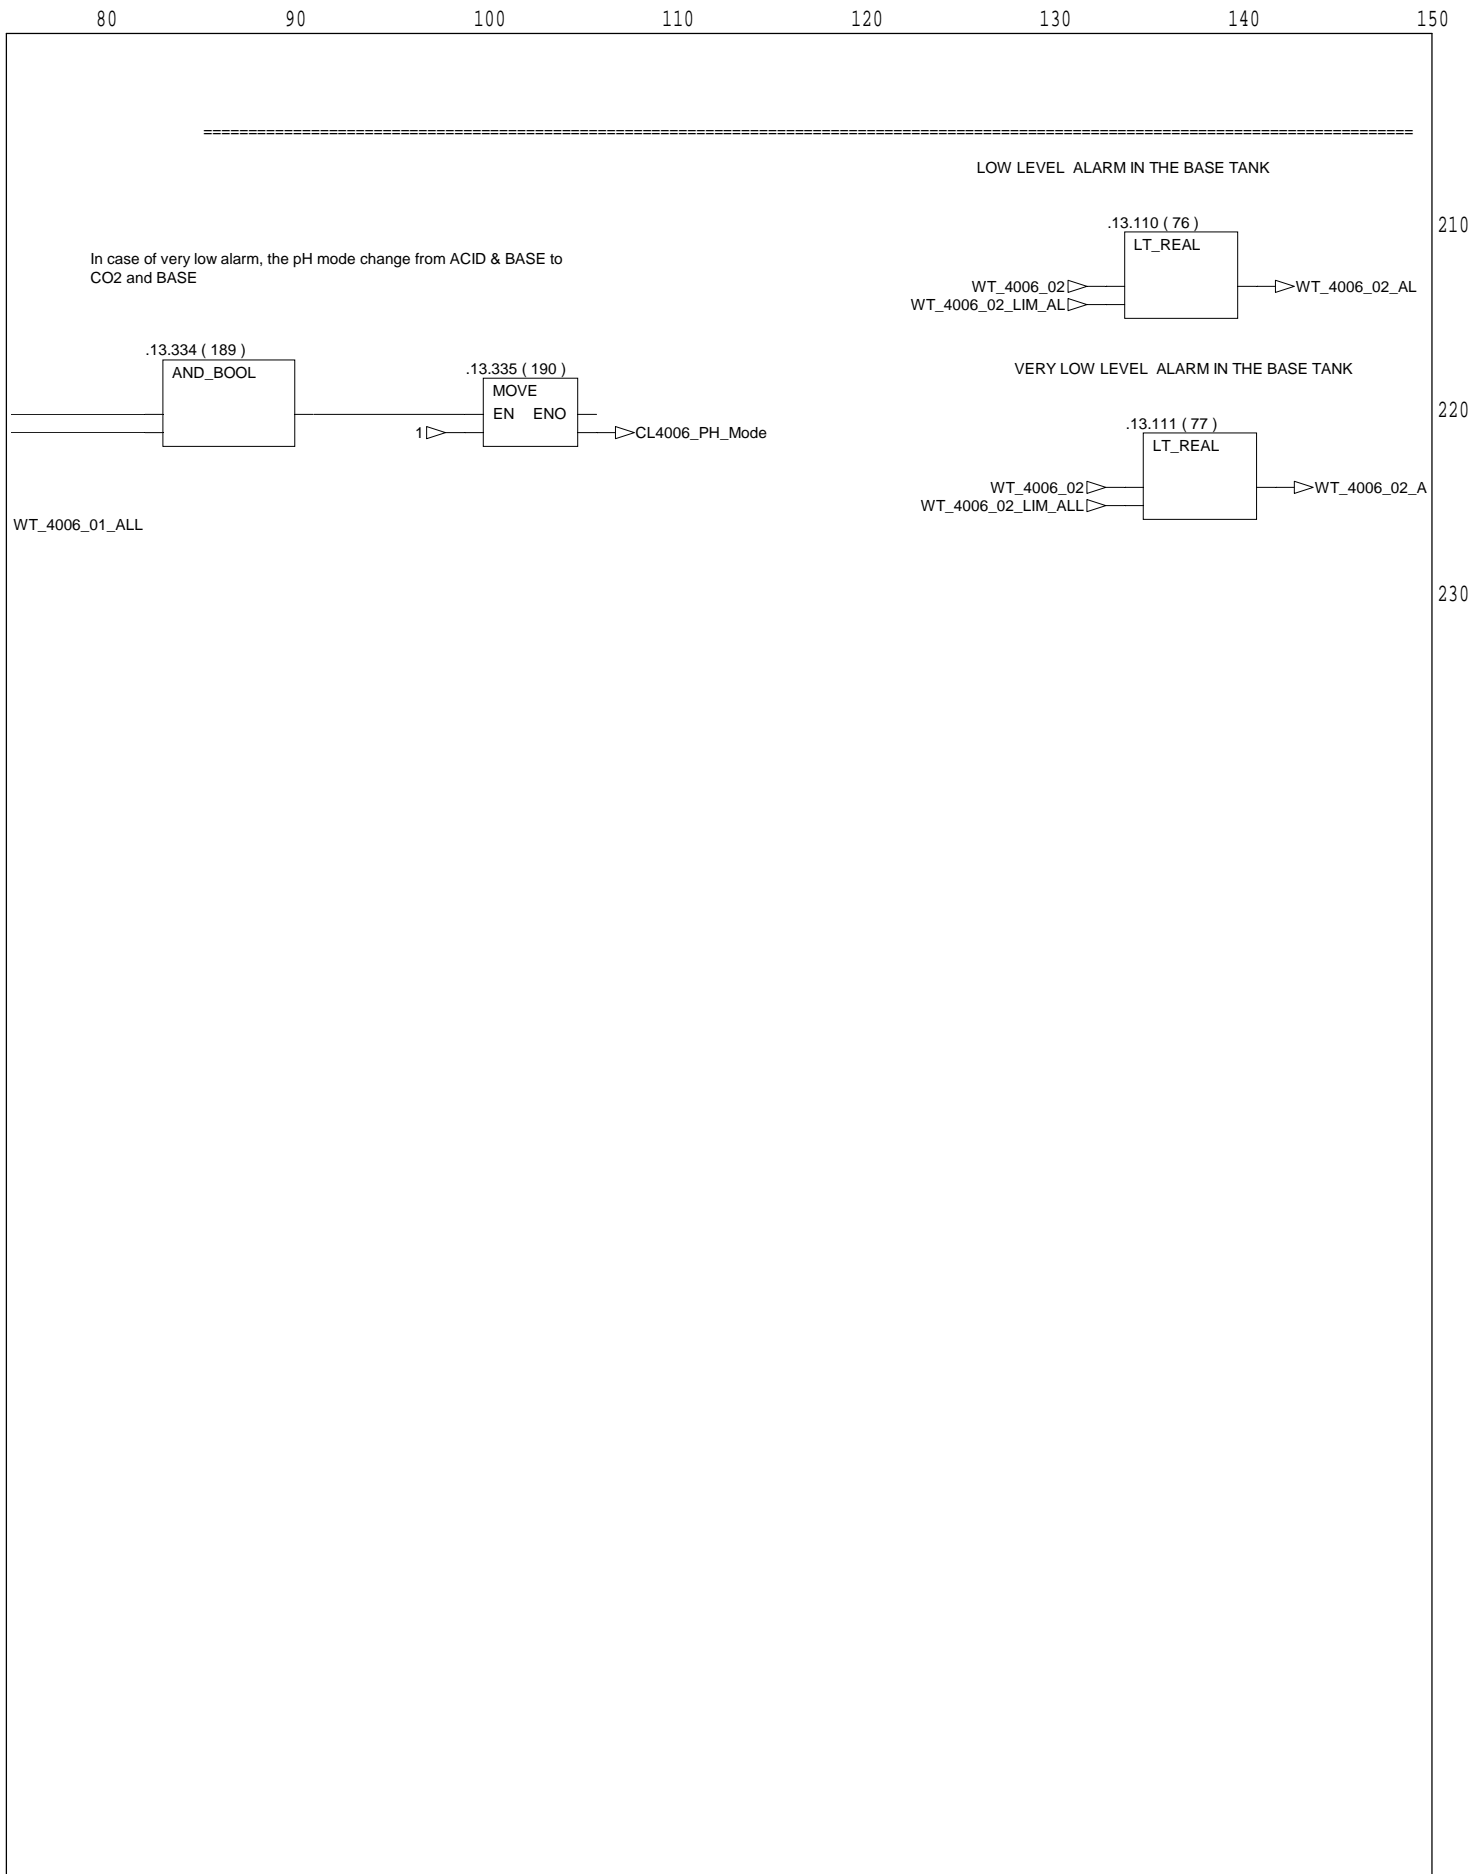 80 90 100 110 120 130 140 150
================================================================================================================================
LOW LEVEL  ALARM IN THE BASE TANK
210
.13.110 ( 76 )
LT_REAL
In case of very low alarm, the pH mode change from ACID & BASE to
CO2 and BASE
WT_4006_02
WT_4006_02_AL
WT_4006_02_LIM_AL
.13.334 ( 189 )
AND_BOOL
.13.335 ( 190 )
MOVE
EN ENO
1
CL4006_PH_Mode
VERY LOW LEVEL  ALARM IN THE BASE TANK
220
.13.111 ( 77 )
LT_REAL
WT_4006_02
WT_4006_02_A
WT_4006_02_LIM_ALL
WT_4006_01_ALL
230